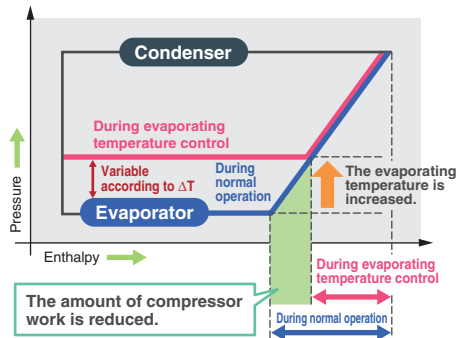 Condenser
During evaporating
temperature control
Variable
according to ΔT
During
normal
operation
The evaporating
temperature is
increased.
Evaporator
Pressure
Enthalpy
During evaporating
temperature control
The amount of compressor
work is reduced.
During normal operation